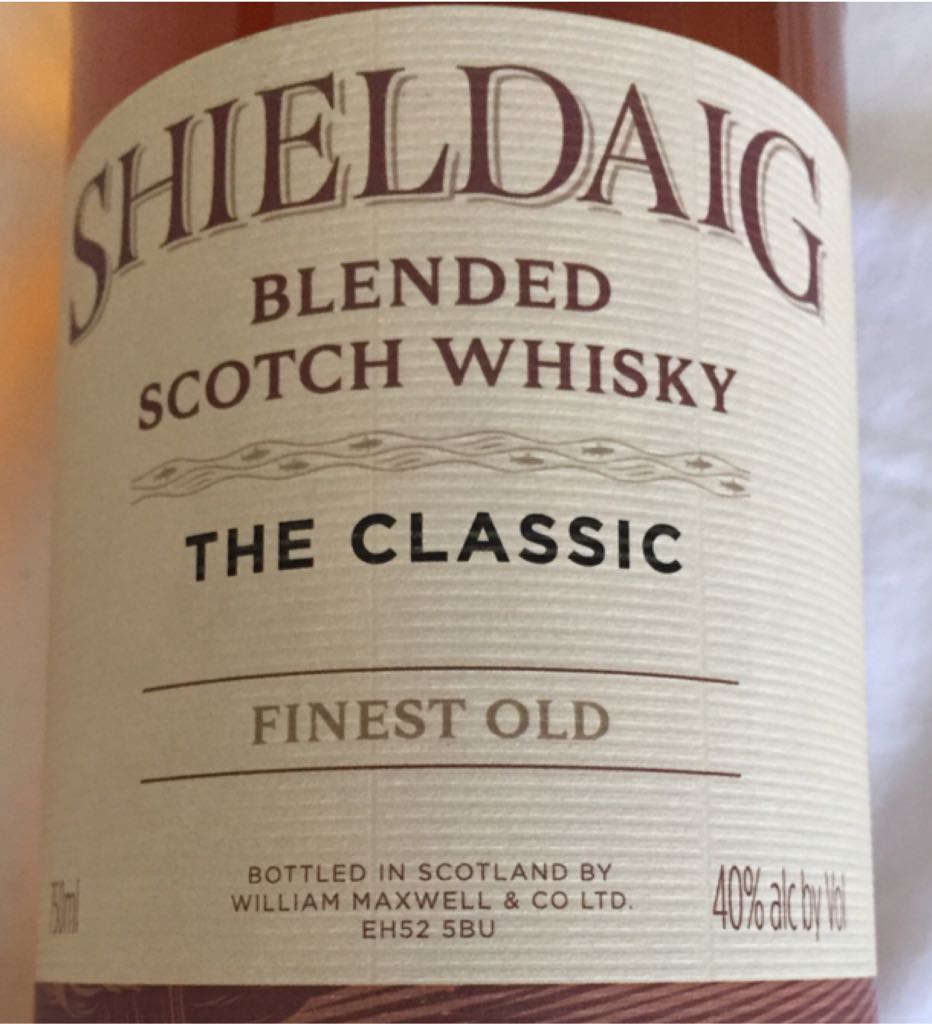 SHIELDAIG
BLENDED
SCOTCH WHISKY
THE CLASSIC
FINEST OLD
BOTTLED IN SCOTLAND BY
WILLIAM MAXWELL & CO LTD.
EH52 5BU
750ml
40% alc by Vol